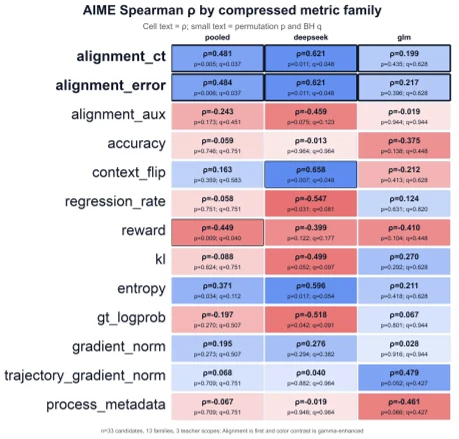 AIME Spearman ρ by compressed metric family
Cell text = ρ; small text = permutation p and BH q
pooled deepseek glm
alignment_ct ρ=0.481 ρ=0.621 ρ=0.199
p=0.005; q=0.037 p=0.011; q=0.048 p=0.435; q=0.628
alignment_error ρ=0.484 ρ=0.621 ρ=0.217
p=0.006; q=0.037 p=0.011; q=0.048 p=0.396; q=0.628
alignment_aux ρ=-0.243 ρ=-0.459 ρ=-0.019
p=0.173; q=0.451 p=0.075; q=0.123 p=0.944; q=0.944
accuracy ρ=-0.059 ρ=-0.013 ρ=-0.375
p=0.746; q=0.751 p=0.964; q=0.964 p=0.138; q=0.448
context_flip ρ=0.163 ρ=0.658 ρ=-0.212
p=0.359; q=0.583 p=0.007; q=0.048 p=0.413; q=0.628
regression_rate ρ=-0.058 ρ=-0.547 ρ=0.124
p=0.751; q=0.751 p=0.031; q=0.081 p=0.631; q=0.820
reward ρ=-0.449 ρ=-0.399 ρ=-0.410
p=0.009; q=0.040 p=0.122; q=0.177 p=0.104; q=0.448
kl ρ=-0.088 ρ=-0.499 ρ=0.270
p=0.624; q=0.751 p=0.052; q=0.097 p=0.292; q=0.628
entropy ρ=0.371 ρ=0.596 ρ=0.211
p=0.034; q=0.112 p=0.017; q=0.054 p=0.418; q=0.628
gt_logprob ρ=-0.197 ρ=-0.518 ρ=0.067
p=0.270; q=0.507 p=0.042; q=0.091 p=0.801; q=0.944
gradient_norm ρ=0.195 ρ=0.276 ρ=0.028
p=0.273; q=0.507 p=0.294; q=0.382 p=0.916; q=0.944
trajectory_gradient_norm ρ=0.068 ρ=0.040 ρ=0.479
p=0.709; q=0.751 p=0.882; q=0.964 p=0.052; q=0.427
process_metadata ρ=-0.067 ρ=-0.019 ρ=-0.461
p=0.709; q=0.751 p=0.946; q=0.964 p=0.066; q=0.427
n=33 candidates, 13 families, 3 teacher scopes; Alignment is first and color contrast is gamma-enhanced